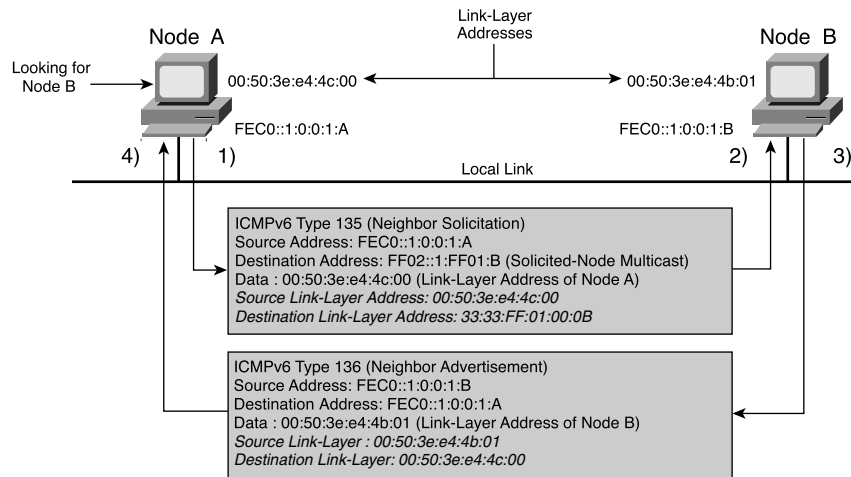 Link-Layer
Addresses
Node A
Node B
Looking for
Node B
00:50:3e:e4:4c:00
00:50:3e:e4:4b:01
FEC0::1:0:0:1:A
FEC0::1:0:0:1:B
4)
1)
2)
3)
Local Link
ICMPv6 Type 135 (Neighbor Solicitation)
Source Address: FEC0::1:0:0:1:A
Destination Address: FF02::1:FF01:B (Solicited-Node Multicast)
Data : 00:50:3e:e4:4c:00 (Link-Layer Address of Node A)
Source Link-Layer Address: 00:50:3e:e4:4c:00
Destination Link-Layer Address: 33:33:FF:01:00:0B
ICMPv6 Type 136 (Neighbor Advertisement)
Source Address: FEC0::1:0:0:1:B
Destination Address: FEC0::1:0:0:1:A
Data : 00:50:3e:e4:4b:01 (Link-Layer Address of Node B)
Source Link-Layer : 00:50:3e:e4:4b:01
Destination Link-Layer: 00:50:3e:e4:4c:00